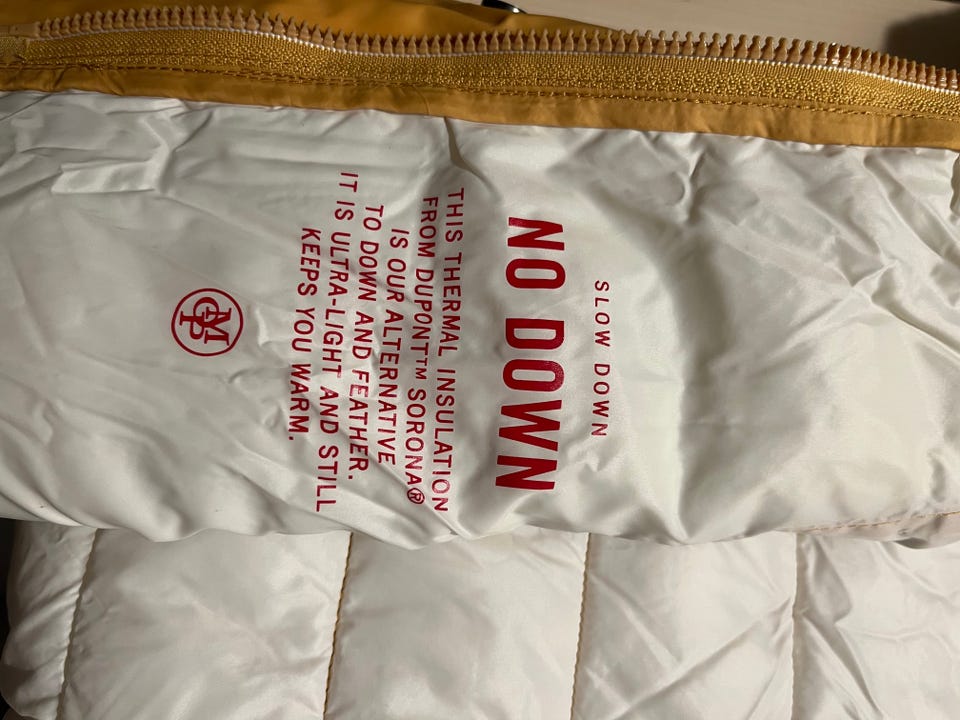 SLOW DOWN
NO DOWN
THIS THERMAL INSULATION
FROM DUPONT™ SORONA®
IS OUR ALTERNATIVE
TO DOWN AND FEATHER.
IT IS ULTRA-LIGHT AND STILL
KEEPS YOU WARM.
MOP